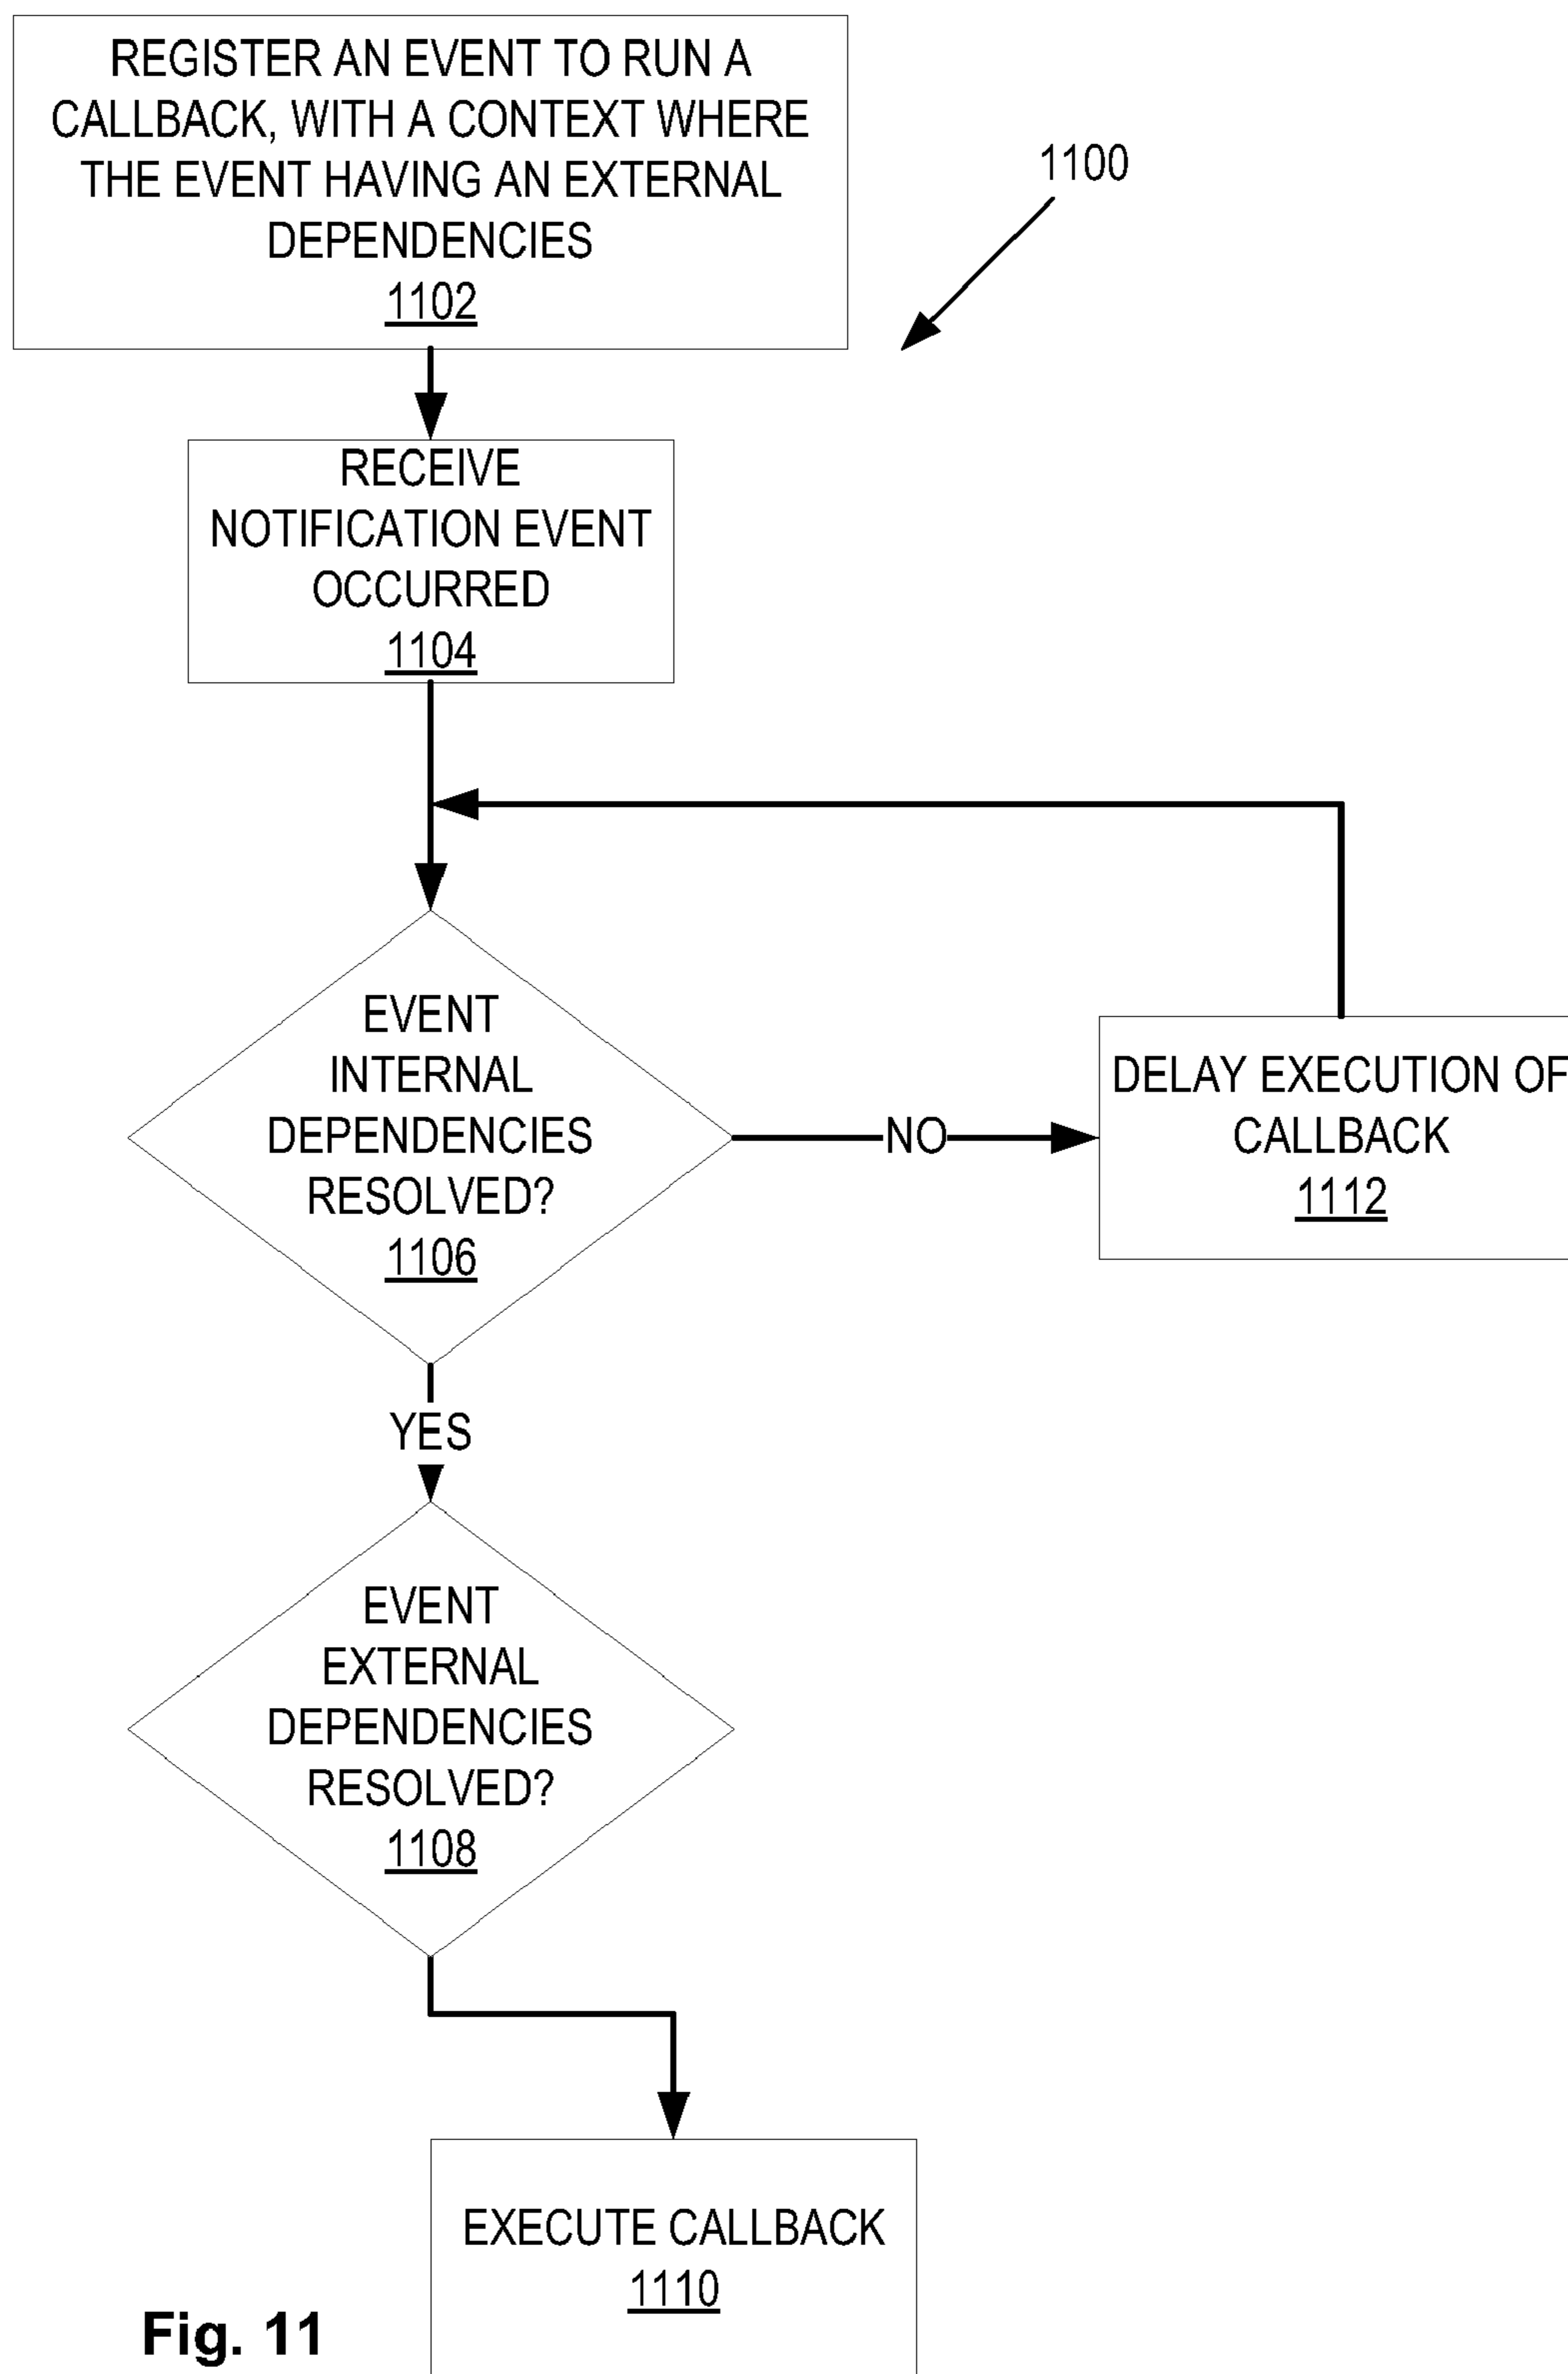 REGISTER AN EVENT TO RUN A
CALLBACK, WITH A CONTEXT WHERE
THE EVENT HAVING AN EXTERNAL
DEPENDENCIES
1102
1100
RECEIVE
NOTIFICATION EVENT
OCCURRED
1104
EVENT
INTERNAL
DEPENDENCIES
RESOLVED?
1106
NO
DELAY EXECUTION OF
CALLBACK
1112
YES
EVENT
EXTERNAL
DEPENDENCIES
RESOLVED?
1108
EXECUTE CALLBACK
1110
Fig. 11